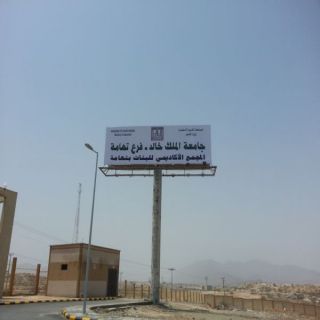 جامعة الملك خالد - فرع تهامة
المجمع الأكاديمي للبنات بتهامة